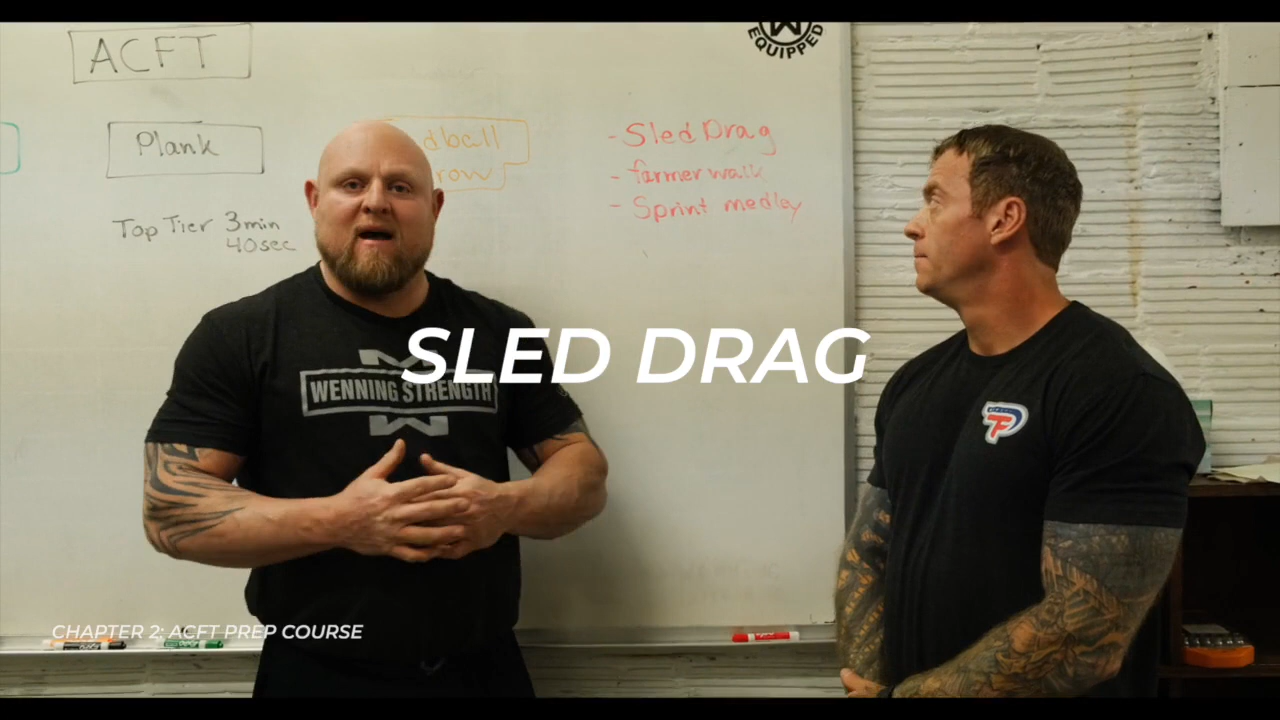 ACFT
EQUIPPED
Plank
dball
row
- Sled Drag
- farmer walk
- Sprint medley
Top Tier 3min
40sec
SLED DRAG
WENNING STRENGTH
CHAPTER 2: ACFT PREP COURSE